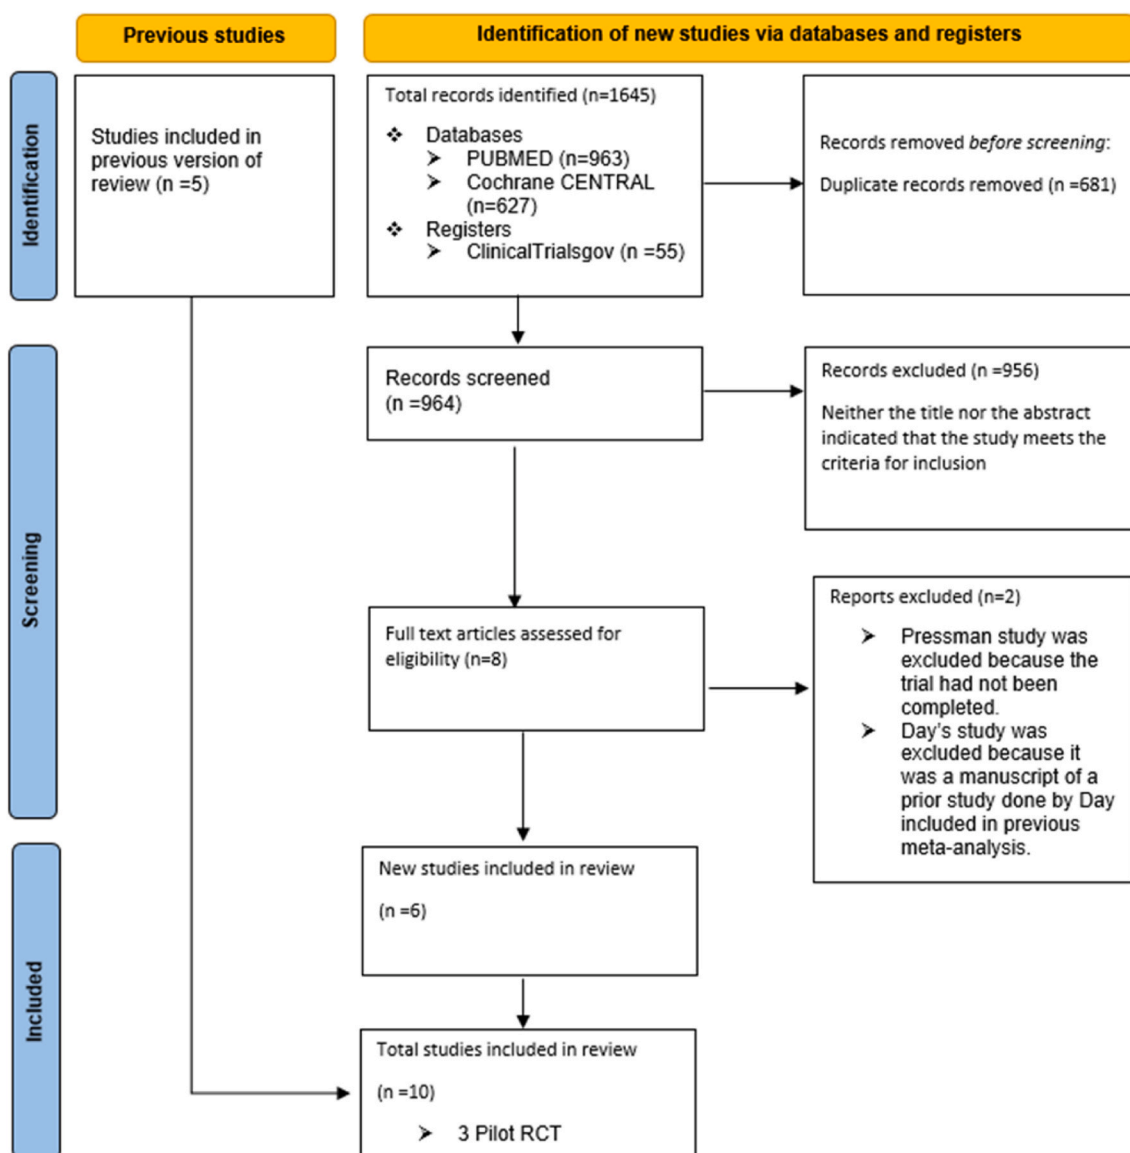 Previous studies
Identification of new studies via databases and registers
Identification
Studies included in
previous version of
review (n =5)
Total records identified (n=1645)
❖ Databases
➢ PUBMED (n=963)
➢ Cochrane CENTRAL
(n=627)
❖ Registers
➢ ClinicalTrialsgov (n =55)
Records removed before screening:
Duplicate records removed (n =681)
Screening
Records screened
(n =964)
Records excluded (n =956)
Neither the title nor the abstract
indicated that the study meets the
criteria for inclusion
Full text articles assessed for
eligibility (n=8)
Reports excluded (n=2)
➢ Pressman study was
excluded because the
trial had not been
completed.
➢ Day's study was
excluded because it
was a manuscript of a
prior study done by Day
included in previous
meta-analysis.
Included
New studies included in review
(n =6)
Total studies included in review
(n =10)
➢ 3 Pilot RCT